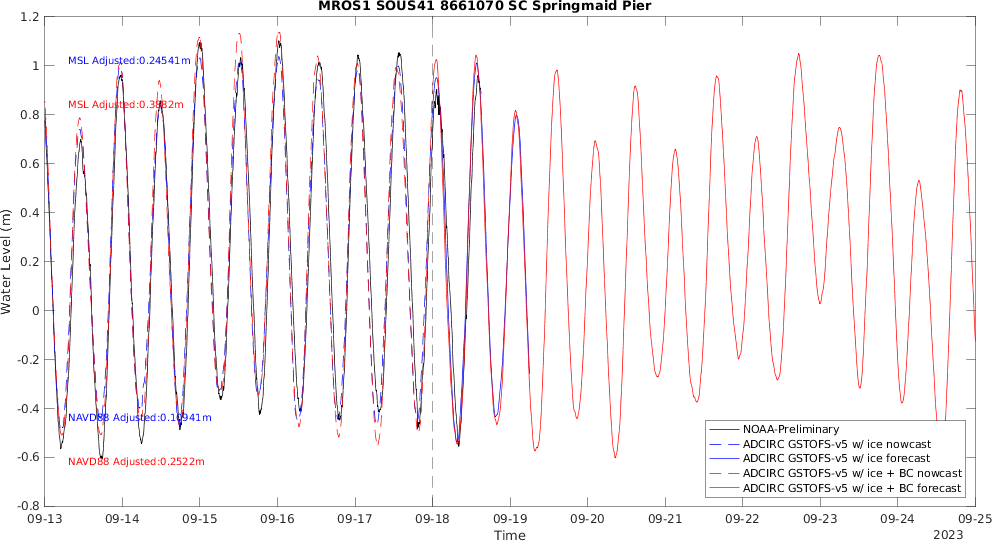 MROS1 SOUS41 8661070 SC Springmaid Pier
1.2
1
0.8
0.6
0.4
0.2
0
-0.2
-0.4
-0.6
-0.8
Water Level (m)
MSL Adjusted:0.24541m
MSL Adjusted:0.3882m
NAVD88 Adjusted:0.10941m
NAVD88 Adjusted:0.2522m
NOAA-Preliminary
ADCIRC GSTOFS-v5 w/ ice nowcast
ADCIRC GSTOFS-v5 w/ ice forecast
ADCIRC GSTOFS-v5 w/ ice + BC nowcast
ADCIRC GSTOFS-v5 w/ ice + BC forecast
09-13 09-14 09-15 09-16 09-17 09-18 09-19 09-20 09-21 09-22 09-23 09-24 09-25
Time
2023